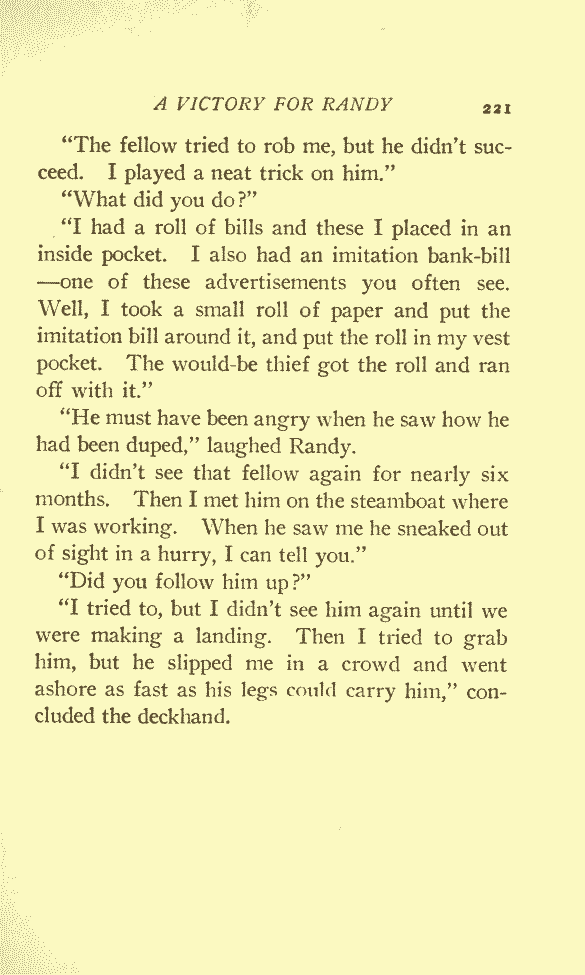 A VICTORY FOR RANDY 221
“The fellow tried to rob me, but he didn’t suc-
ceed. I played a neat trick on him.”
“What did you do?”
“I had a roll of bills and these I placed in an
inside pocket. I also had an imitation bank-bill
—one of these advertisements you often see.
Well, I took a small roll of paper and put the
imitation bill around it, and put the roll in my vest
pocket. The would-be thief got the roll and ran
off with it.”
“He must have been angry when he saw how he
had been duped,” laughed Randy.
“I didn’t see that fellow again for nearly six
months. Then I met him on the steamboat where
I was working. When he saw me he sneaked out
of sight in a hurry, I can tell you.”
“Did you follow him up?”
“I tried to, but I didn’t see him again until we
were making a landing. Then I tried to grab
him, but he slipped me in a crowd and went
ashore as fast as his legs could carry him,” con-
cluded the deckhand.